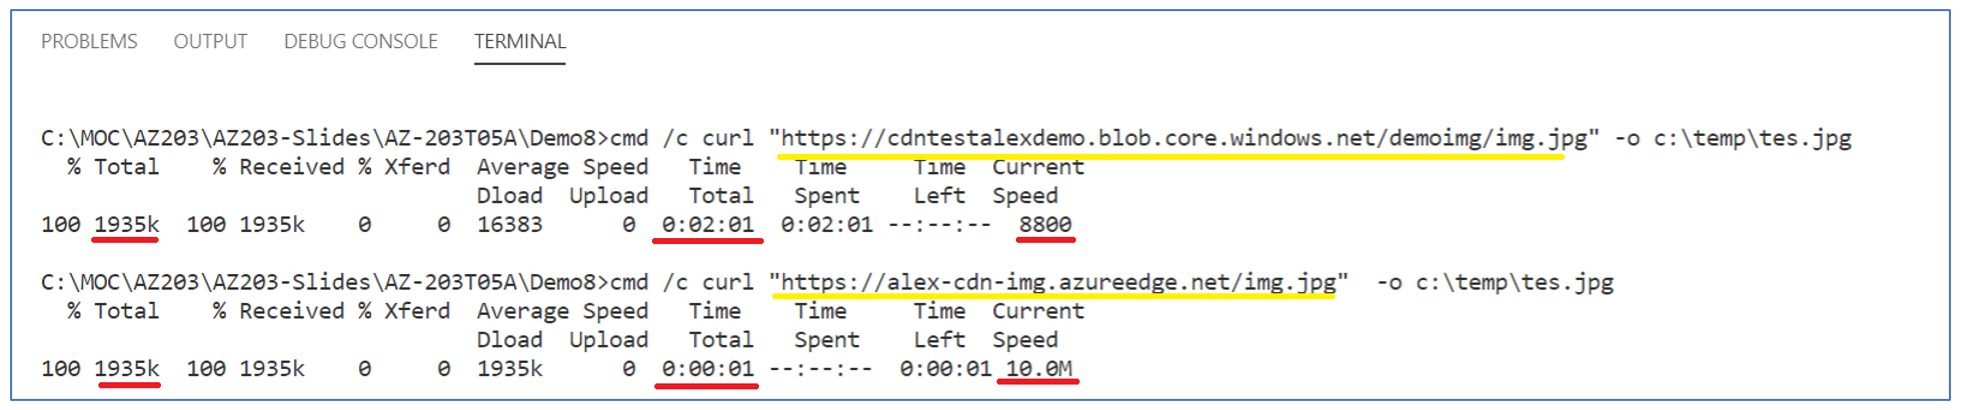 PROBLEMS OUTPUT DEBUG CONSOLE TERMINAL
C:\MOC\AZ203\AZ203-Slides\AZ-203T05A\Demo8>cmd /c curl "https://cdntestalexdemo.blob.core.windows.net/demoimg/img.jpg" -o c:\temp\tes.jpg
% Total % Received % Xferd Average Speed Time Time Time Current
Dload Upload Total Spent Left Speed
100 1935k 100 1935k 0 0 16383 0 0:02:01 0:02:01 --:--:-- 8800
C:\MOC\AZ203\AZ203-Slides\AZ-203T05A\Demo8>cmd /c curl "https://alex-cdn-img.azureedge.net/img.jpg" -o c:\temp\tes.jpg
% Total % Received % Xferd Average Speed Time Time Time Current
Dload Upload Total Spent Left Speed
100 1935k 100 1935k 0 0 1935k 0 0:00:01 --:--:-- 0:00:01 10.0M